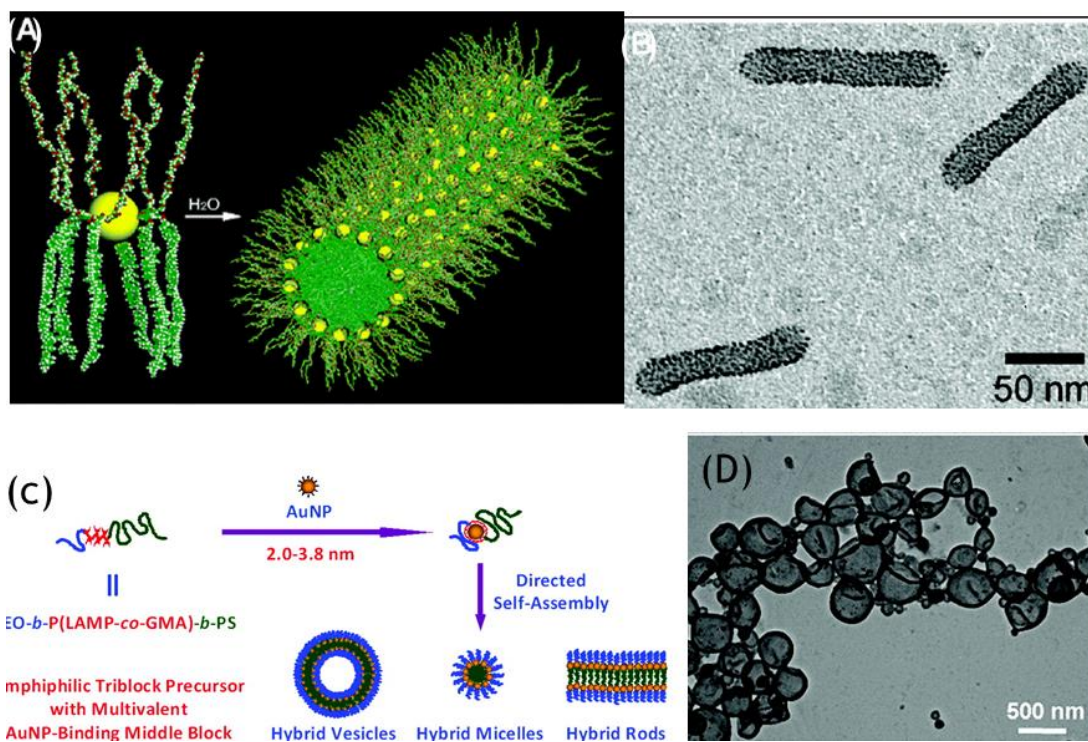 (A)
H₂O
(B)
50 nm
(C)
AuNP
2.0-3.8 nm
Directed
Self-Assembly
EO-b-P(LAMP-co-GMA)-b-PS
mphiphilic Triblock Precursor
with Multivalent
AuNP-Binding Middle Block
Hybrid Vesicles
Hybrid Micelles
Hybrid Rods
(D)
500 nm